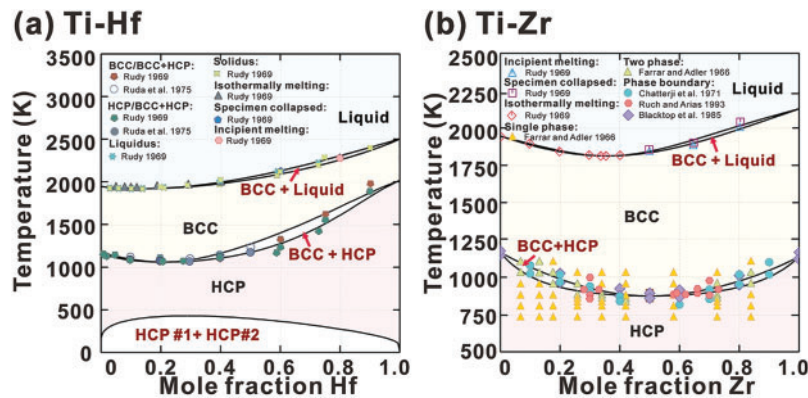 (a) Ti-Hf
BCC/BCC+HCP:
Rudy 1969
Ruda et al. 1975
HCP/BCC+HCP:
Rudy 1969
Ruda et al. 1975
Liquidus:
Rudy 1969
Solidus:
Rudy 1969
Isothermally melting:
Rudy 1969
Specimen collapsed:
Rudy 1969
Incipient melting:
Rudy 1969
Liquid
BCC + Liquid
BCC
BCC + HCP
HCP
HCP #1+ HCP#2
Temperature (K)
3500
3000
2500
2000
1500
1000
500
0
0 0.2 0.4 0.6 0.8 1.0
Mole fraction Hf
(b) Ti-Zr
Incipient melting:
Rudy 1969
Specimen collapsed:
Rudy 1969
Isothermally melting:
Rudy 1969
Single phase:
Farrar and Adler 1966
Two phase:
Farrar and Adler 1966
Phase boundary:
Chatterji et al. 1971
Ruch and Arias 1993
Blacktop et al. 1985
Liquid
BCC + Liquid
BCC
BCC+HCP
HCP
Temperature (K)
2500
2250
2000
1750
1500
1250
1000
750
500
0 0.2 0.4 0.6 0.8 1.0
Mole fraction Zr